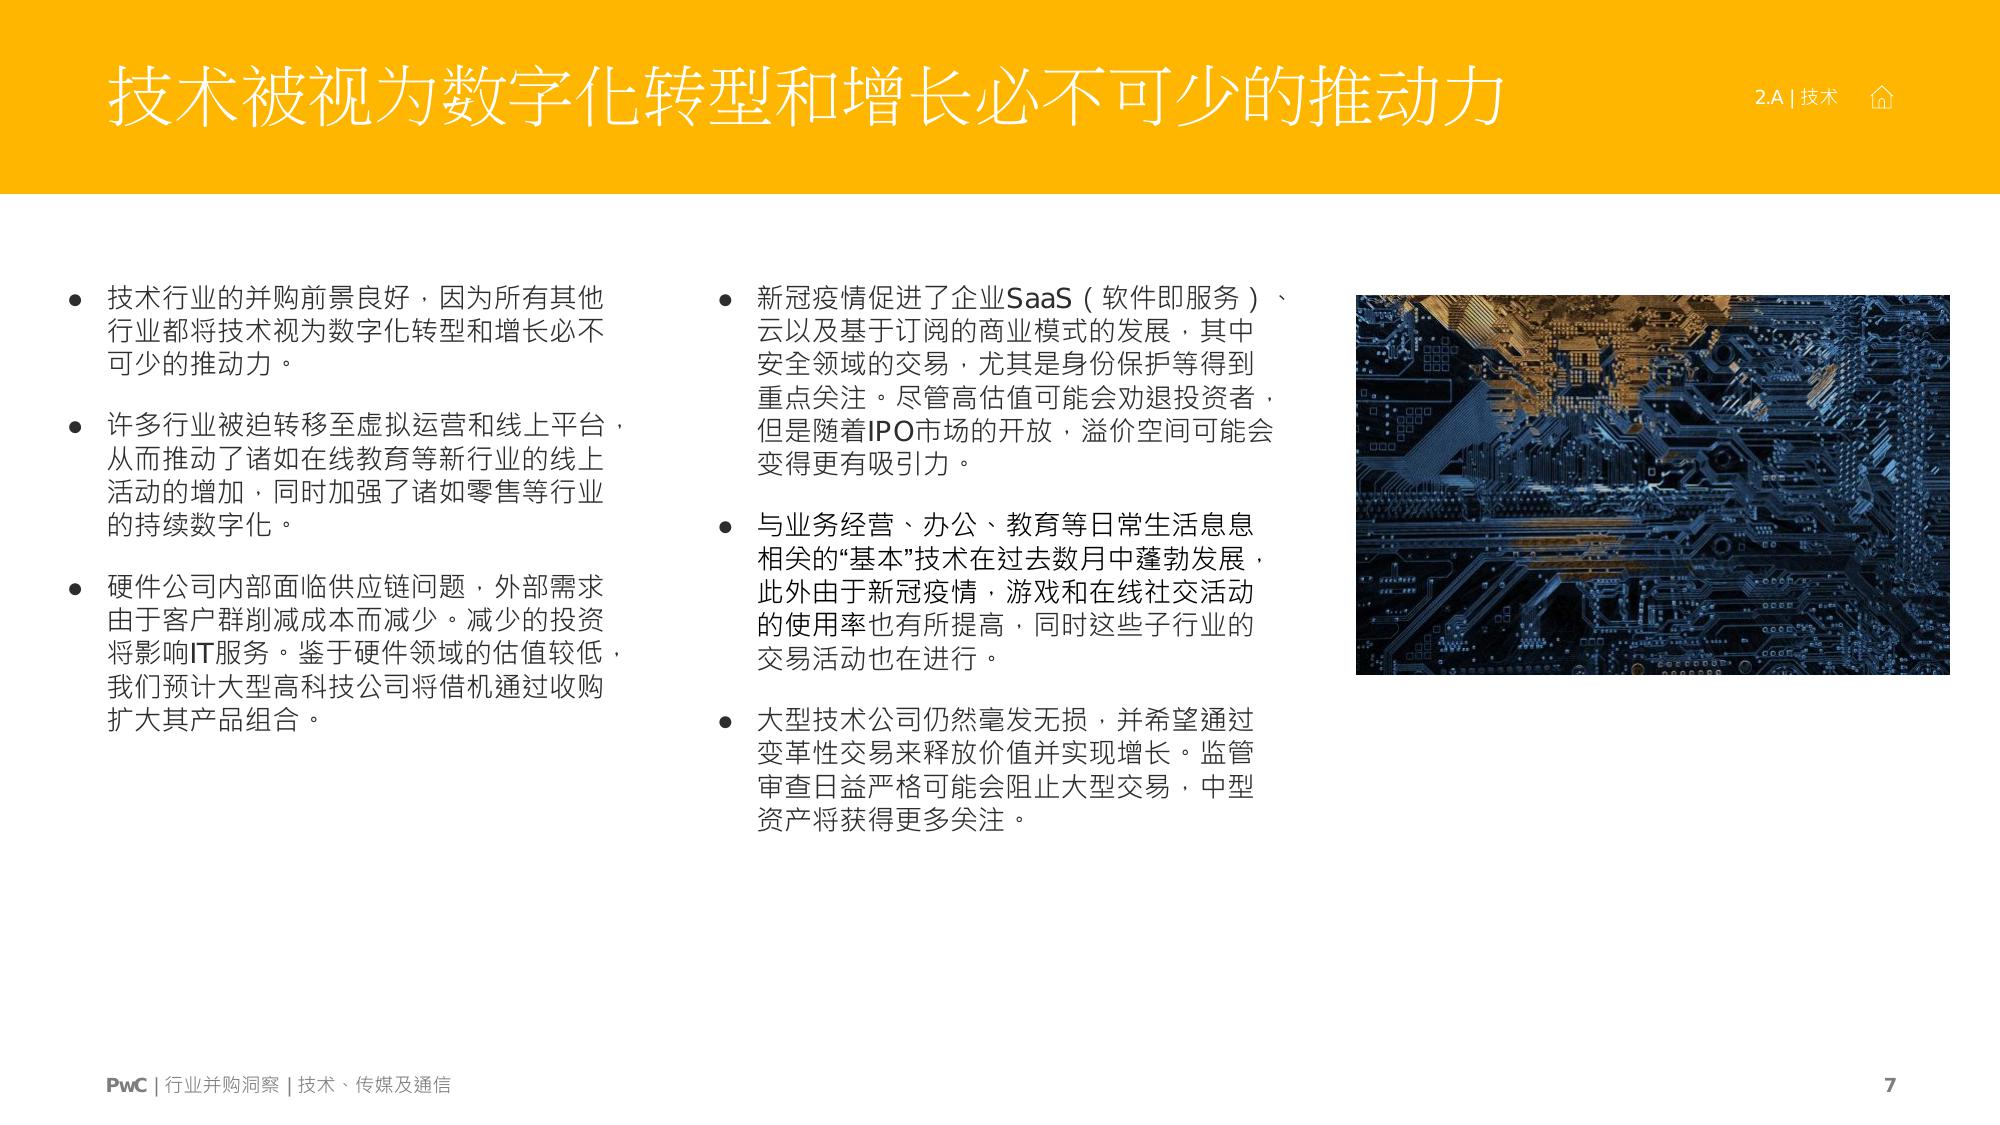 技术被视为数字化转型和增长必不可少的推动力
2.A | 技术
● 技术行业的并购前景良好，因为所有其他
行业都将技术视为数字化转型和增长必不
可少的推动力。
● 许多行业被迫转移至虚拟运营和线上平台，
从而推动了诸如在线教育等新行业的线上
活动的增加，同时加强了诸如零售等行业
的持续数字化。
● 硬件公司内部面临供应链问题，外部需求
由于客户群削减成本而减少。减少的投资
将影响IT服务。鉴于硬件领域的估值较低，
我们预计大型高科技公司将借机通过收购
扩大其产品组合。
● 新冠疫情促进了企业SaaS（软件即服务）、
云以及基于订阅的商业模式的发展，其中
安全领域的交易，尤其是身份保护等得到
重点关注。尽管高估值可能会劝退投资者，
但是随着IPO市场的开放，溢价空间可能会
变得更有吸引力。
● 与业务经营、办公、教育等日常生活息息
相关的“基本”技术在过去数月中蓬勃发展，
此外由于新冠疫情，游戏和在线社交活动
的使用率也有所提高，同时这些子行业的
交易活动也在进行。
● 大型技术公司仍然毫发无损，并希望通过
变革性交易来释放价值并实现增长。监管
审查日益严格可能会阻止大型交易，中型
资产将获得更多关注。
PwC | 行业并购洞察 | 技术、传媒及通信
7